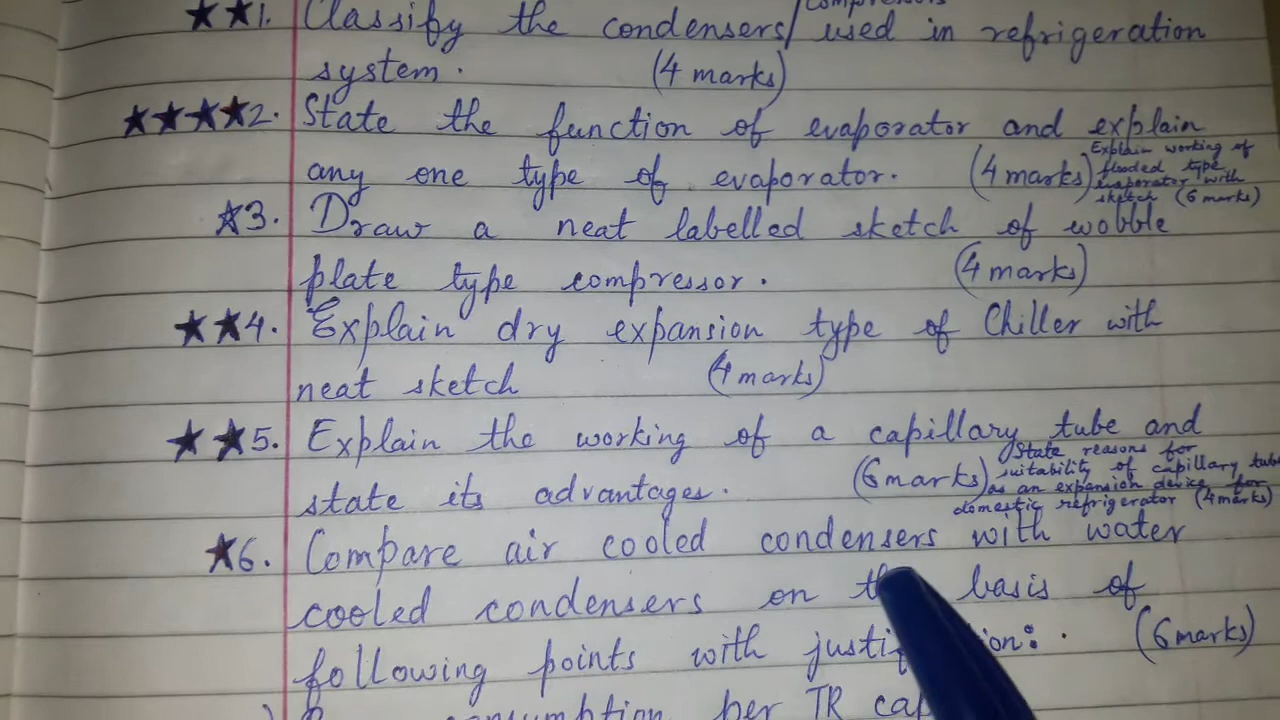 compressors
★★1. Classify the condensers/ used in refrigeration
system. (4 marks)
★★★★2. State the function of evaporator and explain
any one type of evaporator. (4 marks)
Explain working of
flooded type
evaporator with
sketch (6 marks)
★3. Draw a neat labelled sketch of wobble
plate type compressor. (4 marks)
★★4. Explain dry expansion type of Chiller with
neat sketch (4 marks)
★★5. Explain the working of a capillary tube and
state its advantages. (6 marks)
State reasons for
suitability of capillary tube
as an expansion device for
domestic refrigerator (4 marks)
★6. Compare air cooled condensers with water
cooled condensers on the basis of
following points with : (6 marks)
per TR